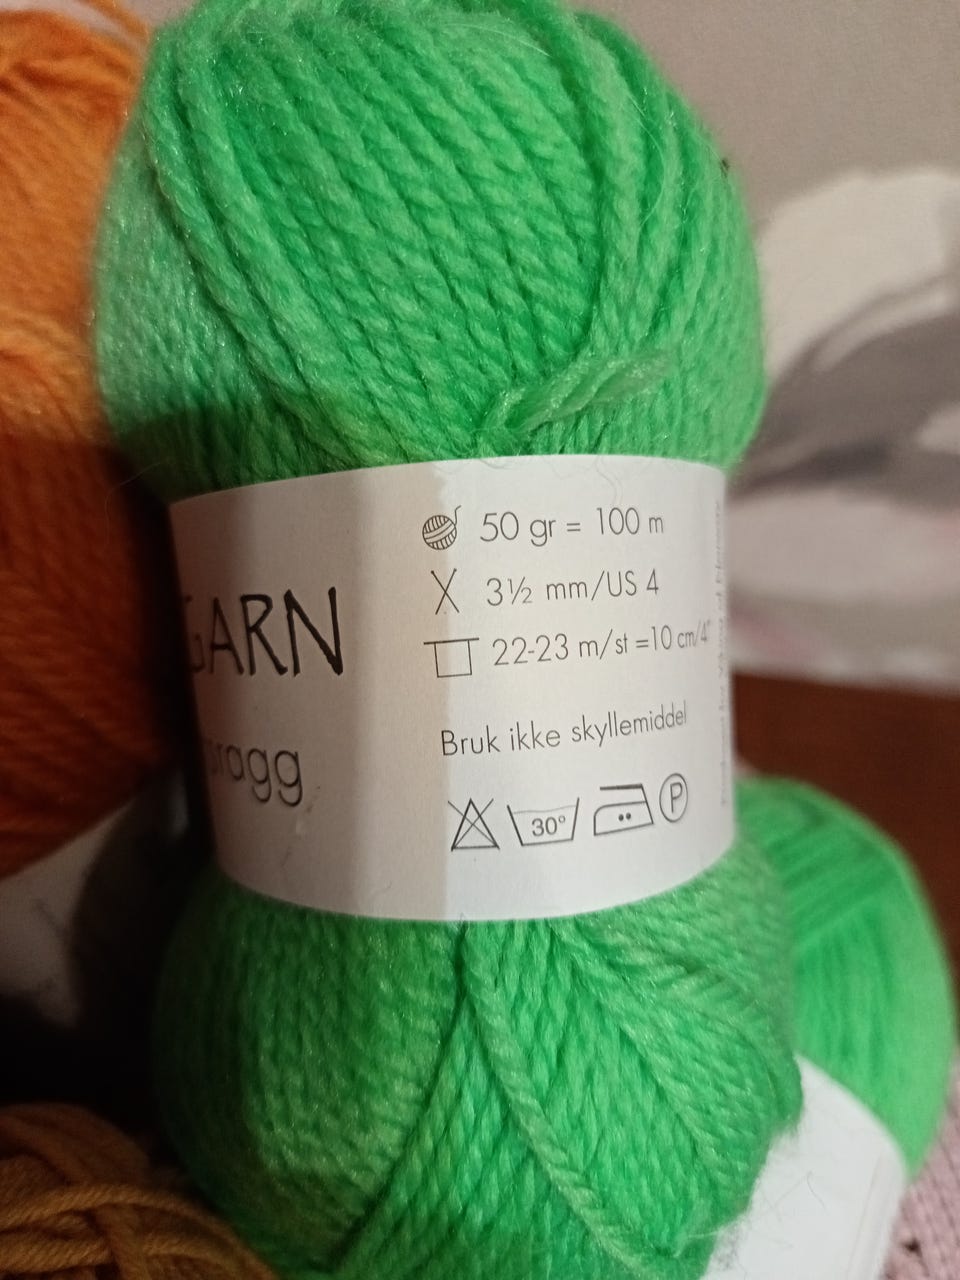 GARN
ragg
50 gr = 100 m
3½ mm/US 4
22-23 m/st =10 cm/4"
Bruk ikke skyllemiddel
30°
P